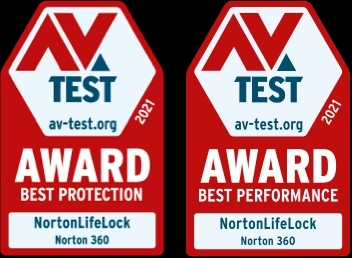 AV
TEST
av-test.org
2021
AWARD
BEST PROTECTION
NortonLifeLock
Norton 360
AV
TEST
av-test.org
2021
AWARD
BEST PERFORMANCE
NortonLifeLock
Norton 360